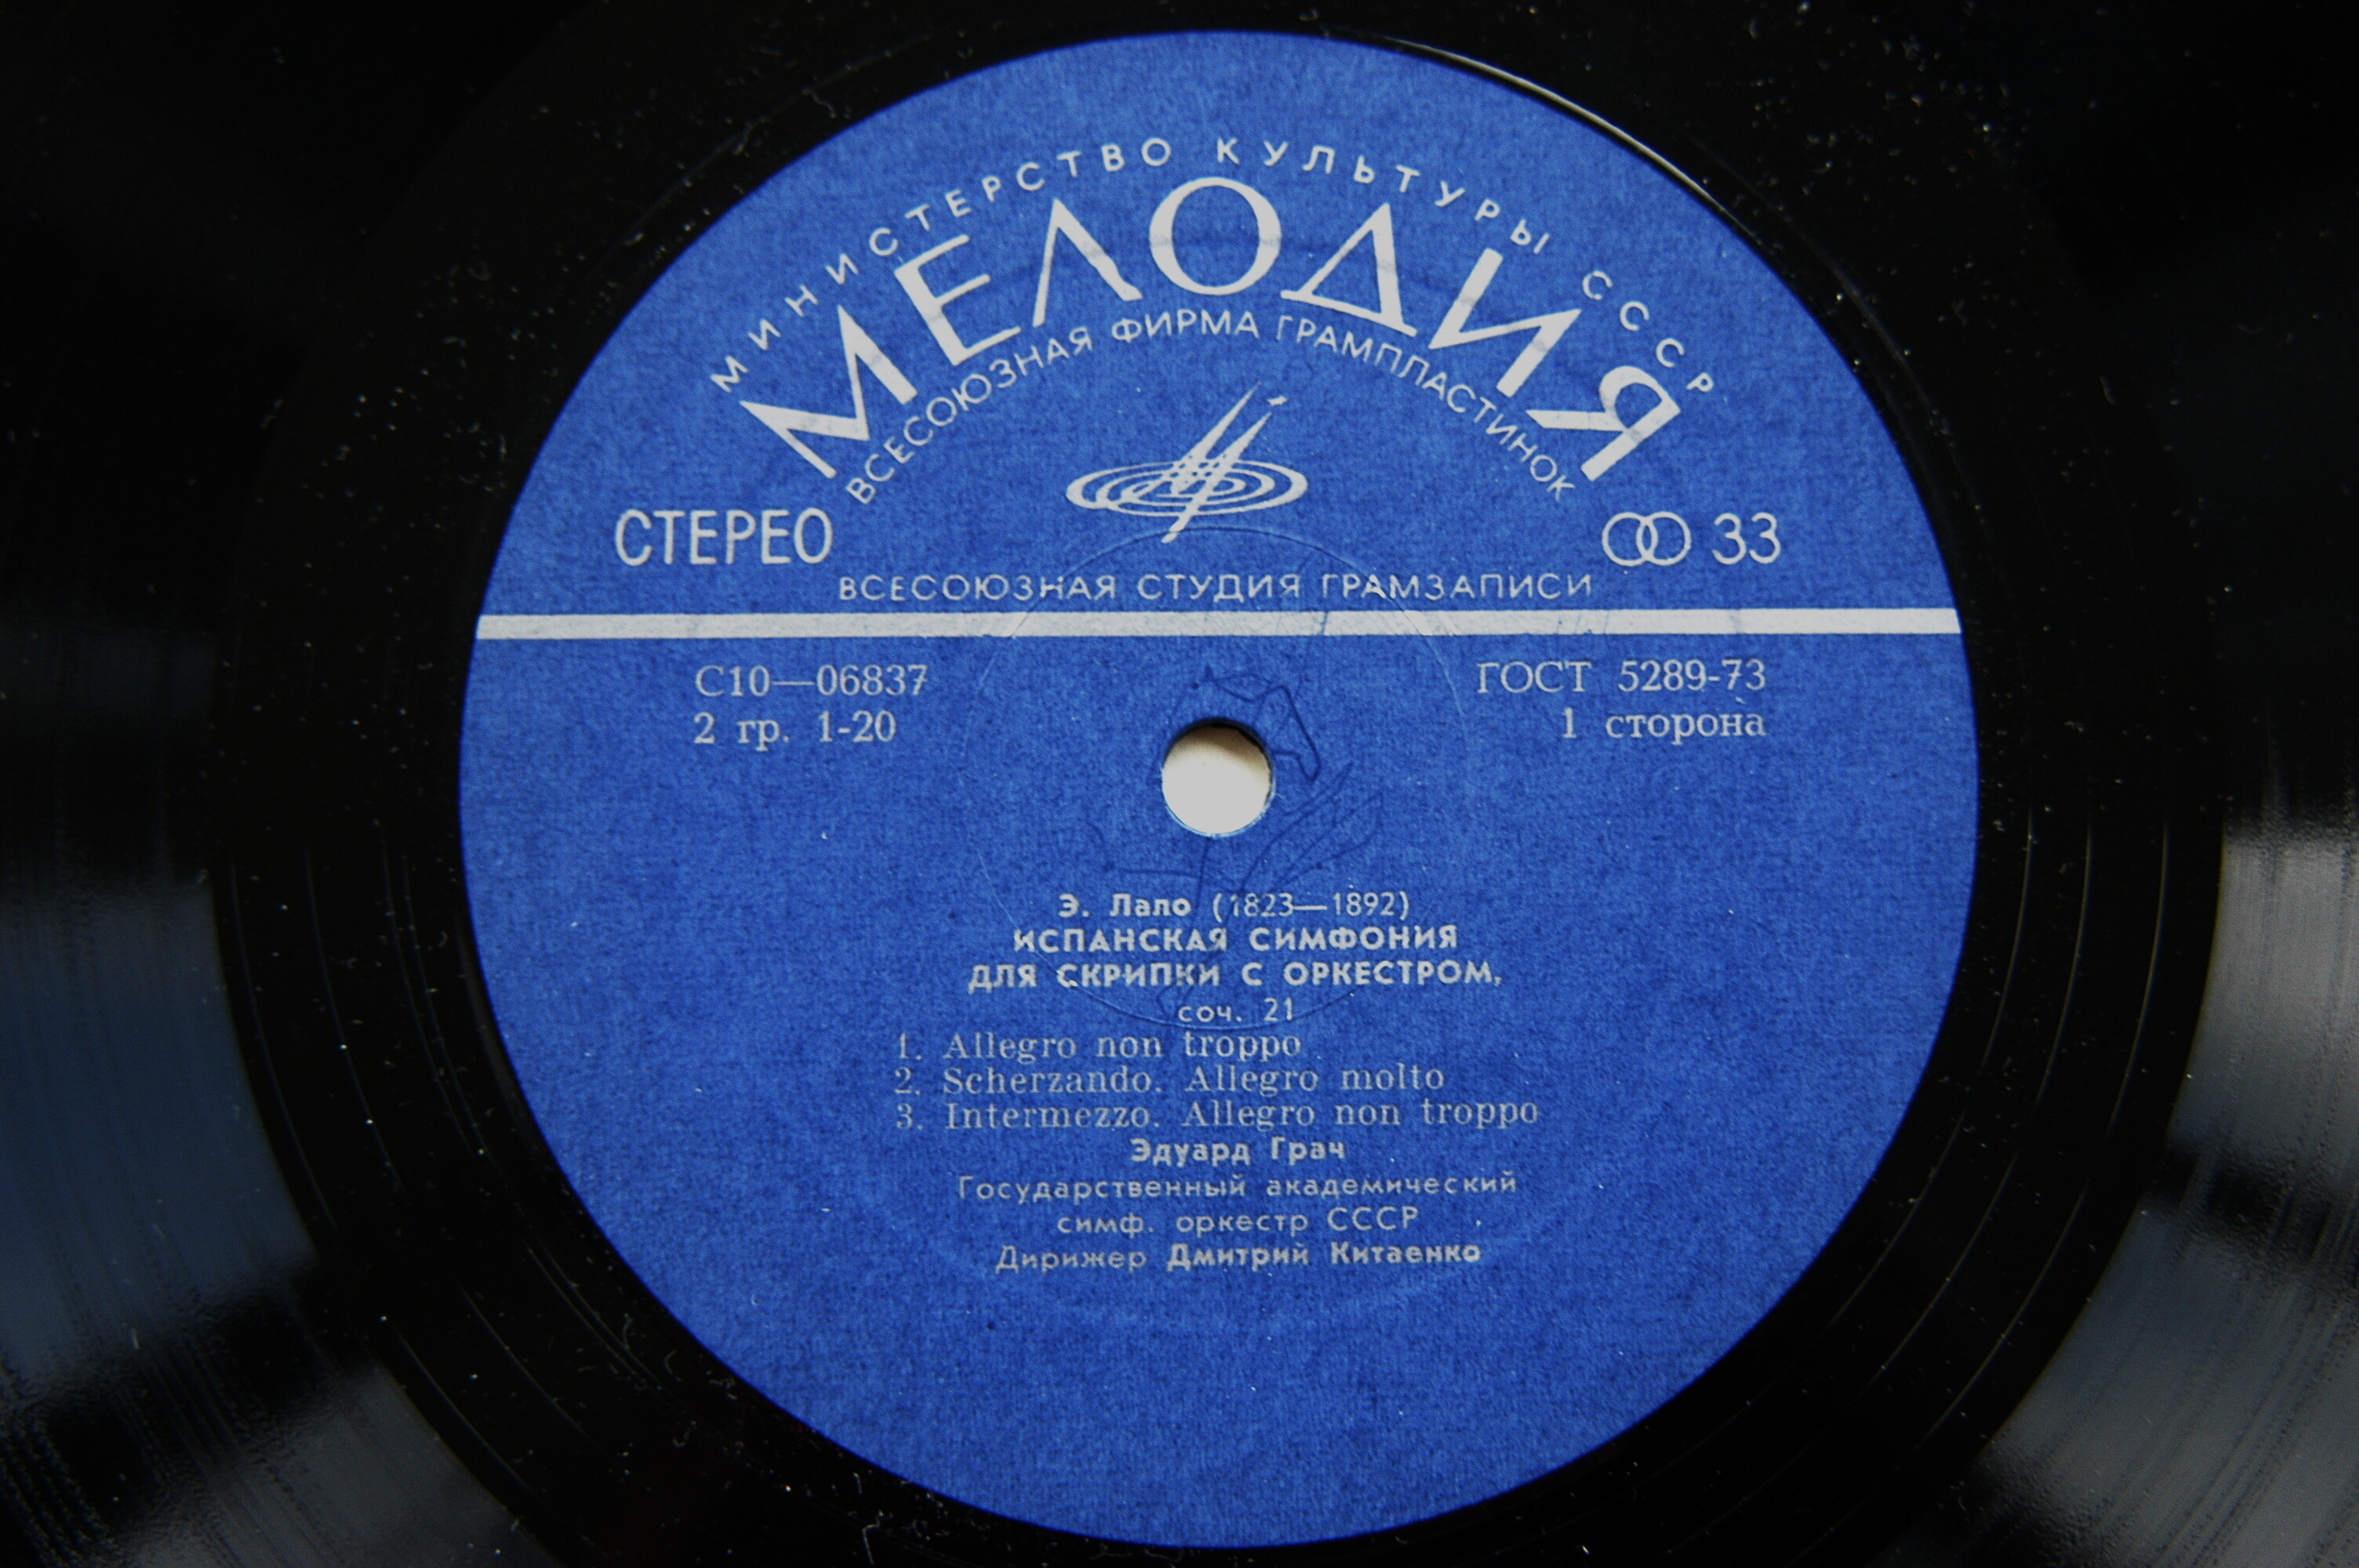 МИНИСТЕРСТВО КУЛЬТУРЫ СССР
МЕЛОДИЯ
ВСЕСОЮЗНАЯ ФИРМА ГРАМПЛАСТИНОК
СТЕРЕО 33
ВСЕСОЮЗНАЯ СТУДИЯ ГРАМЗАПИСИ
С10—06837 ГОСТ 5289-73
2 гр. 1-20 1 сторона
Э. Лало (1823—1892)
ИСПАНСКАЯ СИМФОНИЯ
ДЛЯ СКРИПКИ С ОРКЕСТРОМ,
соч. 21
1. Allegro non troppo
2. Scherzando. Allegro molto
3. Intermezzo. Allegro non troppo
Эдуард Грач
Государственный академический
симф. оркестр СССР
Дирижер Дмитрий Китаенко